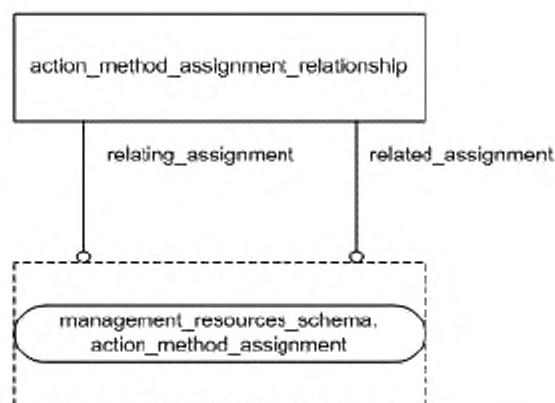 action_method_assignment_relationship
relating_assignment
related_assignment
management_resources_schema.
action_method_assignment